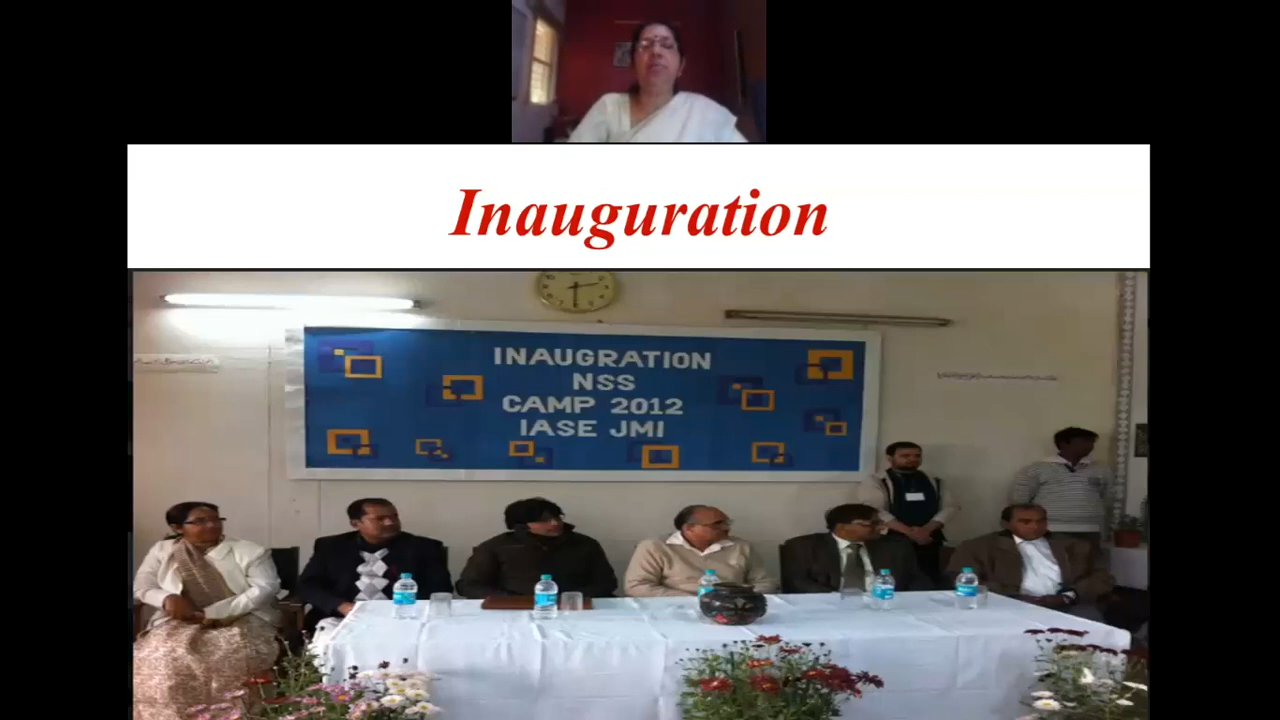 Inauguration
INAUGRATION
NSS
CAMP 2012
IASE JMI